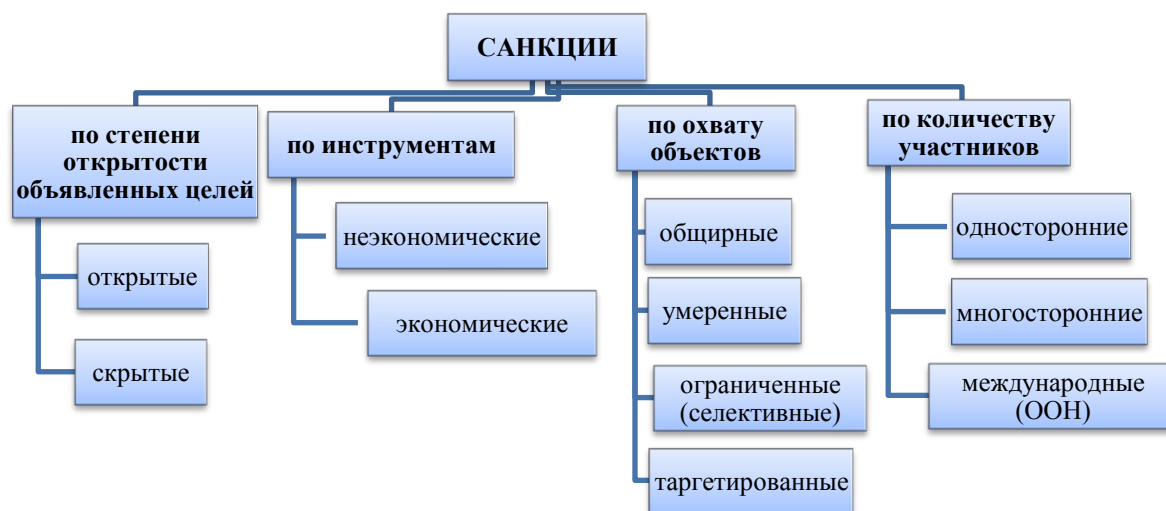 САНКЦИИ
по степени
открытости
объявленных целей
открытые
скрытые
по инструментам
неэкономические
экономические
по охвату
объектов
общирные
умеренные
ограниченные
(селективные)
таргетированные
по количеству
участников
односторонние
многосторонние
международные
(ООН)